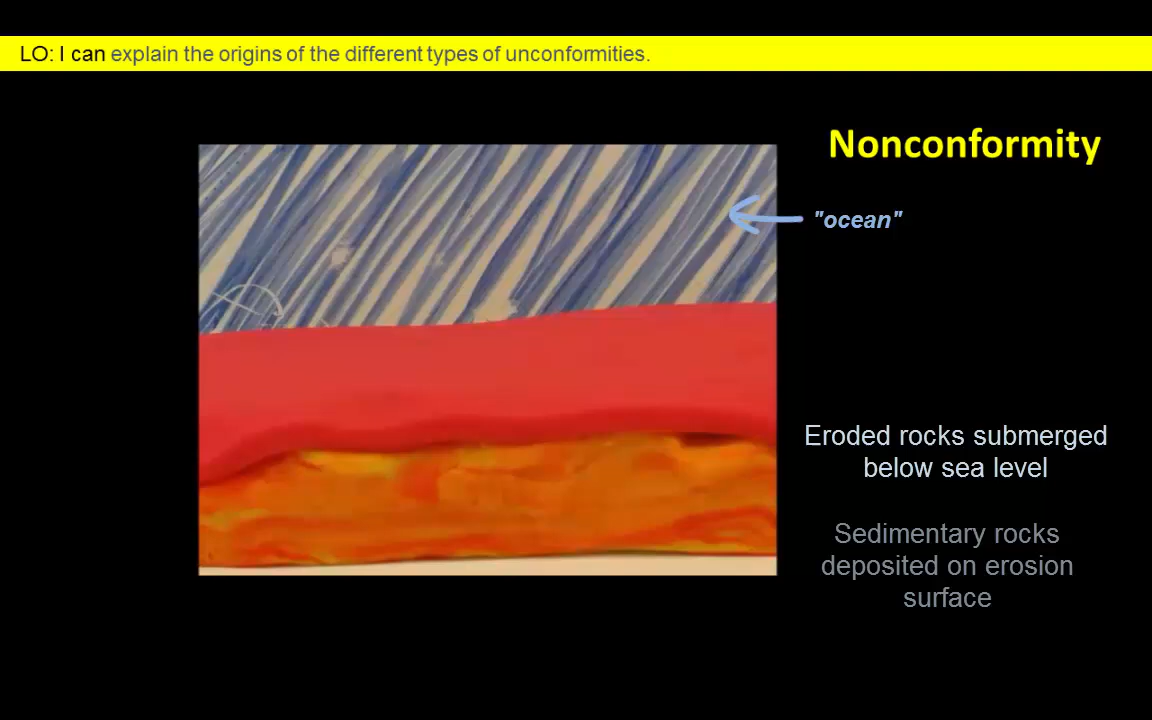 LO: I can explain the origins of the different types of unconformities.
Nonconformity
"ocean"
Eroded rocks submerged
below sea level
Sedimentary rocks
deposited on erosion
surface